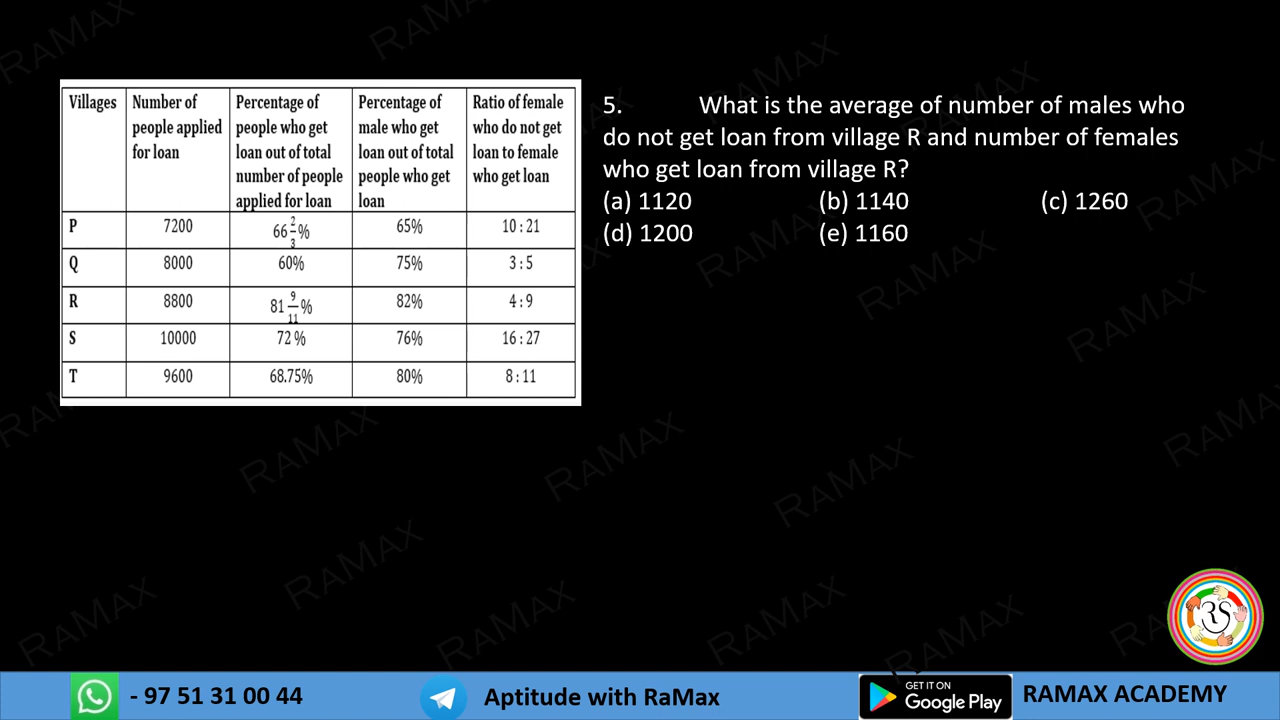 Villages Number of people applied for loan Percentage of people who get loan out of total number of people applied for loan Percentage of male who get loan out of total people who get loan Ratio of female who do not get loan to female who get loan
P 7200 66 2/3% 65% 10 : 21
Q 8000 60% 75% 3 : 5
R 8800 81 9/11% 82% 4 : 9
S 10000 72 % 76% 16 : 27
T 9600 68.75% 80% 8 : 11
5. What is the average of number of males who
do not get loan from village R and number of females
who get loan from village R?
(a) 1120 (b) 1140 (c) 1260
(d) 1200 (e) 1160
RAMAX
- 97 51 31 00 44
Aptitude with RaMax
GET IT ON
Google Play
RAMAX ACADEMY